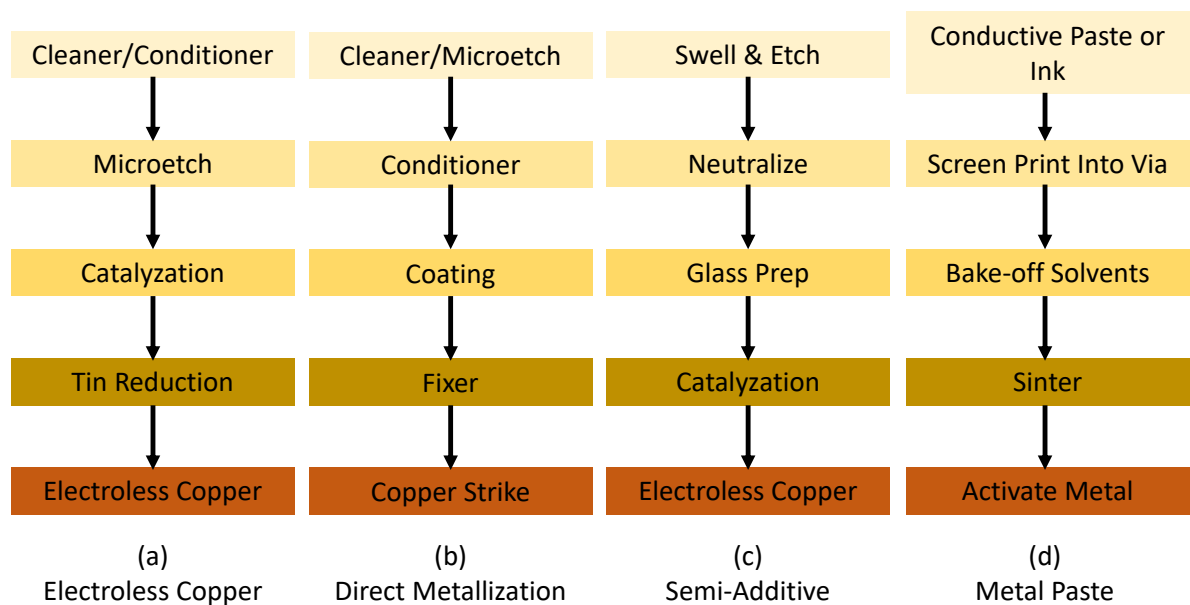 Cleaner/Conditioner
Microetch
Catalyzation
Tin Reduction
Electroless Copper
(a)
Electroless Copper
Cleaner/Microetch
Conditioner
Coating
Fixer
Copper Strike
(b)
Direct Metallization
Swell & Etch
Neutralize
Glass Prep
Catalyzation
Electroless Copper
(c)
Semi-Additive
Conductive Paste or
Ink
Screen Print Into Via
Bake-off Solvents
Sinter
Activate Metal
(d)
Metal Paste